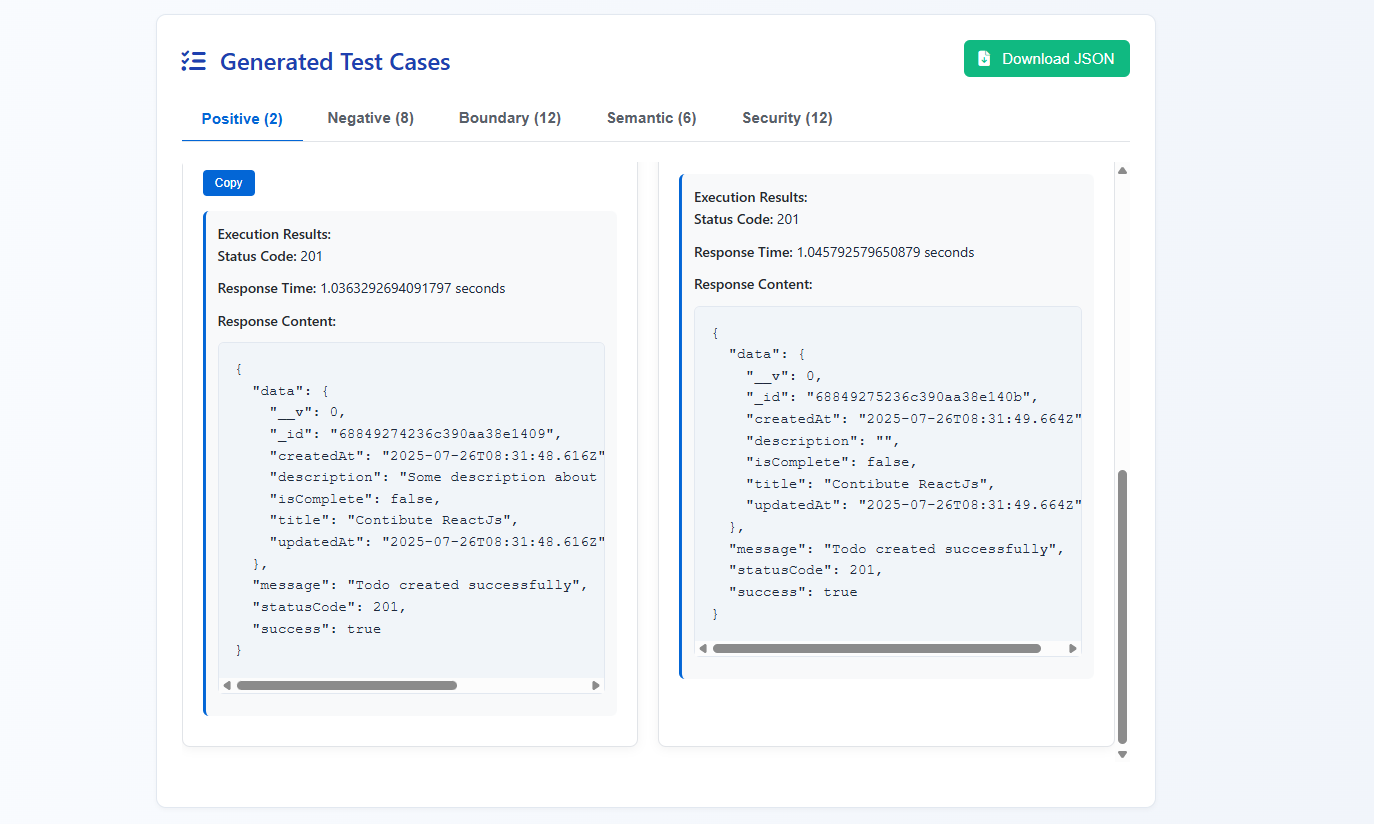 Generated Test Cases
Download JSON
Positive (2)
Negative (8)
Boundary (12)
Semantic (6)
Security (12)
Copy
Execution Results:
Status Code: 201
Response Time: 1.0363292694091797 seconds
Response Content:
{
  "data": {
    "__v": 0,
    "_id": "68849274236c390aa38e1409",
    "createdAt": "2025-07-26T08:31:48.616Z"
    "description": "Some description about
    "isComplete": false,
    "title": "Contibute ReactJs",
    "updatedAt": "2025-07-26T08:31:48.616Z"
  },
  "message": "Todo created successfully",
  "statusCode": 201,
  "success": true
}
Execution Results:
Status Code: 201
Response Time: 1.045792579650879 seconds
Response Content:
{
  "data": {
    "__v": 0,
    "_id": "68849275236c390aa38e140b",
    "createdAt": "2025-07-26T08:31:49.664Z"
    "description": "",
    "isComplete": false,
    "title": "Contibute ReactJs",
    "updatedAt": "2025-07-26T08:31:49.664Z"
  },
  "message": "Todo created successfully",
  "statusCode": 201,
  "success": true
}